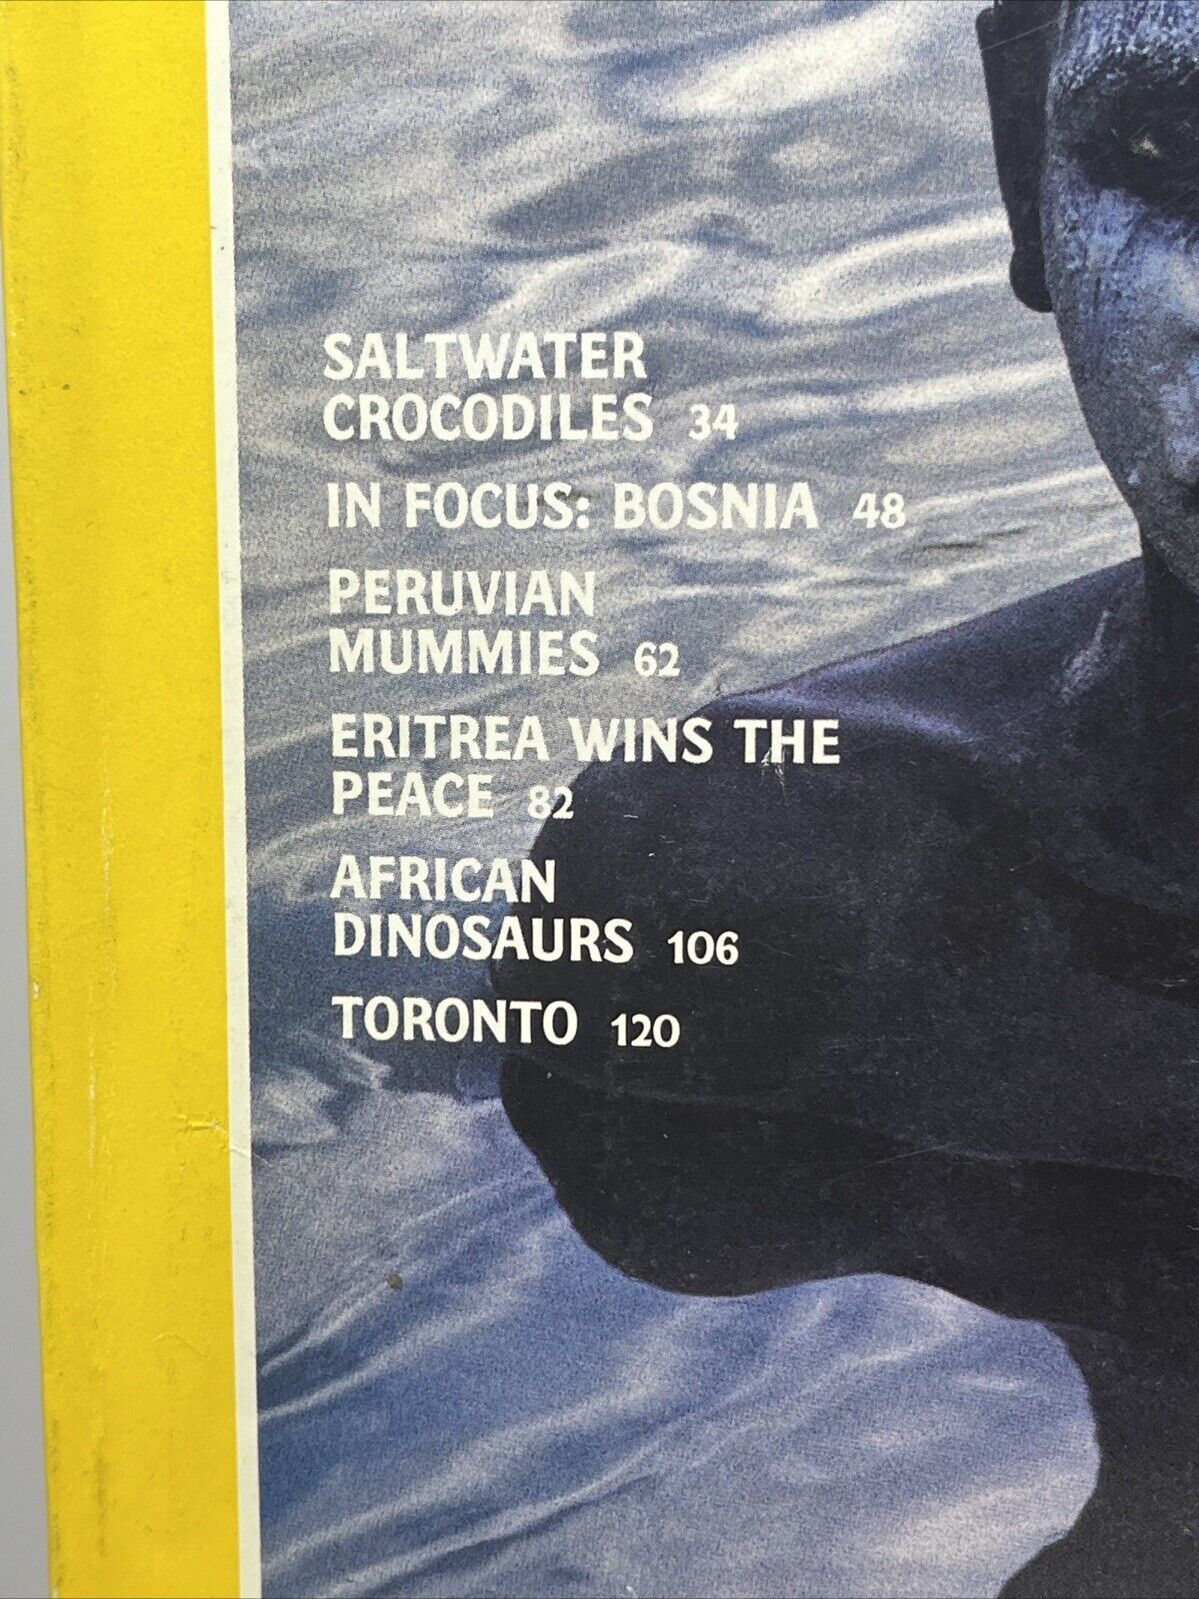 SALTWATER
CROCODILES 34
IN FOCUS: BOSNIA 48
PERUVIAN
MUMMIES 62
ERITREA WINS THE
PEACE 82
AFRICAN
DINOSAURS 106
TORONTO 120